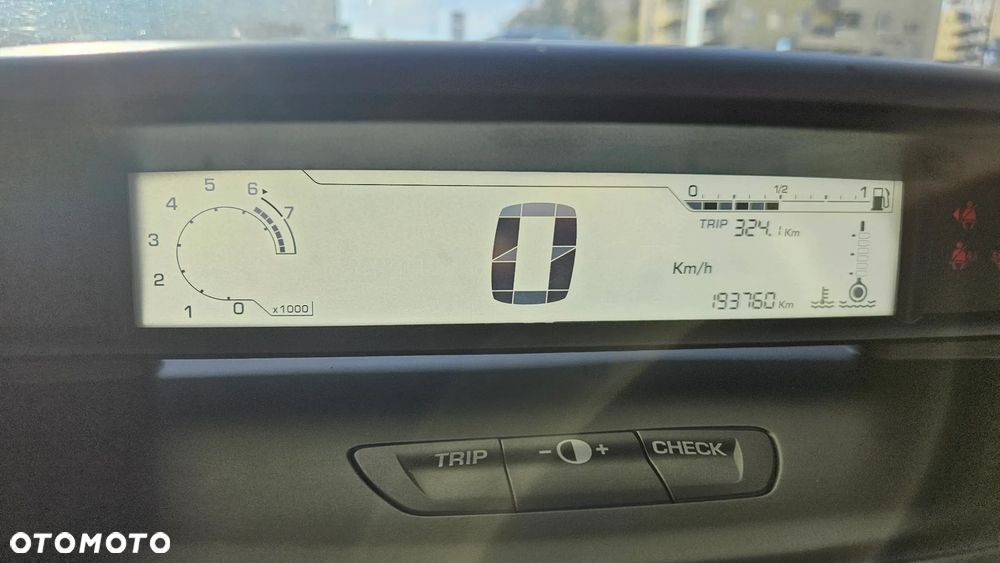 0 1/2 1
TRIP 324.1 Km
0 1 2 3 4 5 6 7
x1000
0
Km/h
193760 Km
TRIP - + CHECK
OTOMOTO